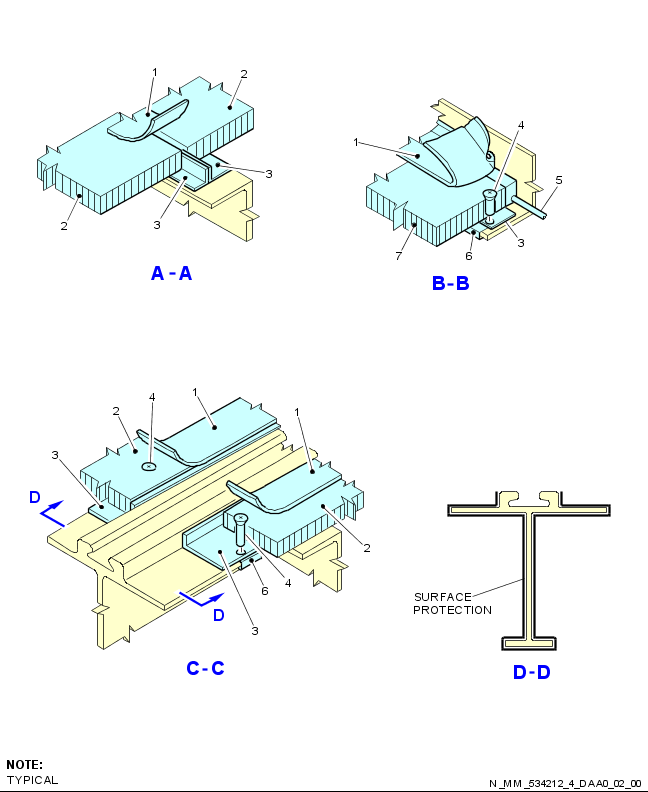 1
2
3
3
2
A-A
1
4
5
3
6
7
B-B
1
4
2
1
3
D
2
4
6
3
D
C-C
SURFACE
PROTECTION
D-D
NOTE:
TYPICAL
N_MM_534212_4_DAA0_02_00